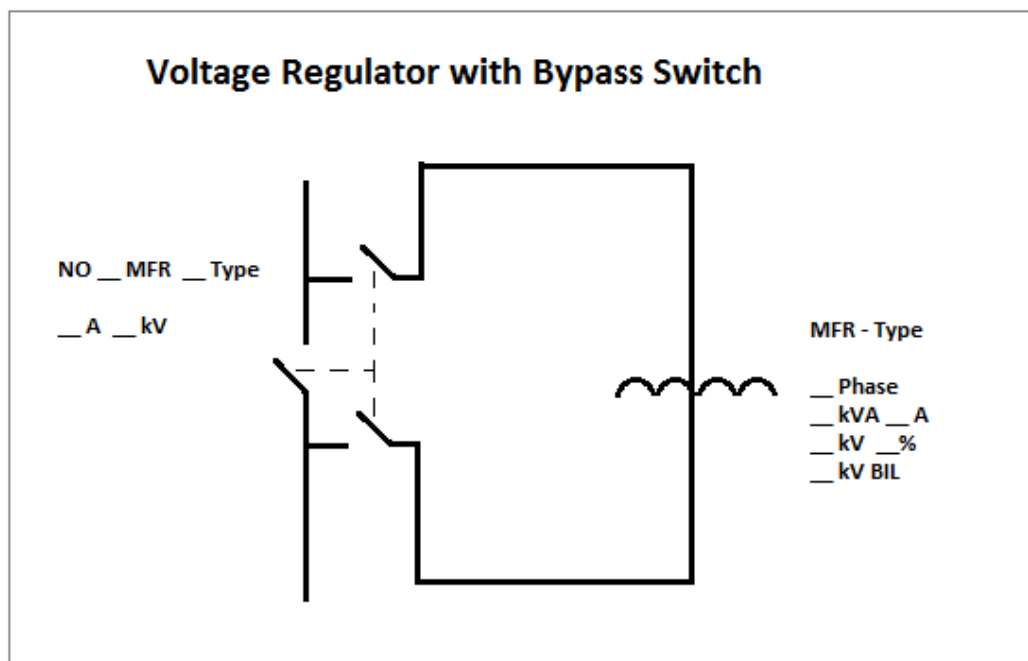 Voltage Regulator with Bypass Switch
NO __ MFR __ Type
__ A __ kV
MFR - Type
__ Phase
__ kVA __ A
__ kV __%
__ kV BIL